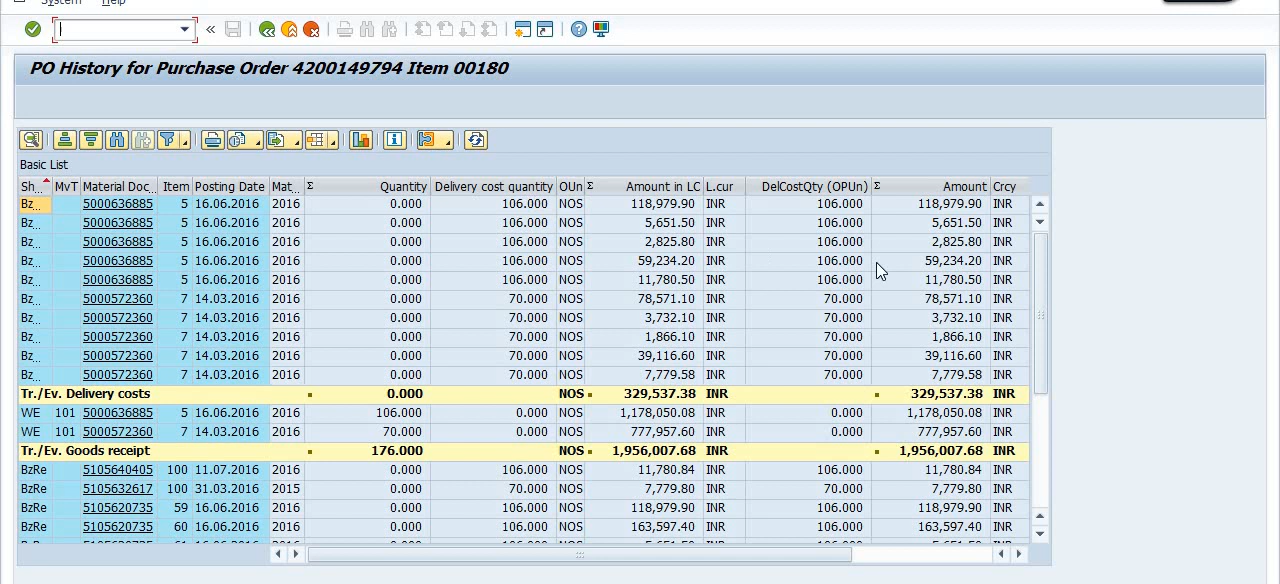 System Help
PO History for Purchase Order 4200149794 Item 00180
Basic List
Sh... MvT Material Doc... Item Posting Date Mat... Σ Quantity Delivery cost quantity OUn Σ Amount in LC L.cur DelCostQty (OPUn) Σ Amount Crcy
Bz... 5000636885 5 16.06.2016 2016 0.000 106.000 NOS 118,979.90 INR 106.000 118,979.90 INR
Bz... 5000636885 5 16.06.2016 2016 0.000 106.000 NOS 5,651.50 INR 106.000 5,651.50 INR
Bz... 5000636885 5 16.06.2016 2016 0.000 106.000 NOS 2,825.80 INR 106.000 2,825.80 INR
Bz... 5000636885 5 16.06.2016 2016 0.000 106.000 NOS 59,234.20 INR 106.000 59,234.20 INR
Bz... 5000636885 5 16.06.2016 2016 0.000 106.000 NOS 11,780.50 INR 106.000 11,780.50 INR
Bz... 5000572360 7 14.03.2016 2016 0.000 70.000 NOS 78,571.10 INR 70.000 78,571.10 INR
Bz... 5000572360 7 14.03.2016 2016 0.000 70.000 NOS 3,732.10 INR 70.000 3,732.10 INR
Bz... 5000572360 7 14.03.2016 2016 0.000 70.000 NOS 1,866.10 INR 70.000 1,866.10 INR
Bz... 5000572360 7 14.03.2016 2016 0.000 70.000 NOS 39,116.60 INR 70.000 39,116.60 INR
Bz... 5000572360 7 14.03.2016 2016 0.000 70.000 NOS 7,779.58 INR 70.000 7,779.58 INR
Tr./Ev. Delivery costs 0.000 NOS 329,537.38 INR 329,537.38 INR
WE 101 5000636885 5 16.06.2016 2016 106.000 0.000 NOS 1,178,050.08 INR 0.000 1,178,050.08 INR
WE 101 5000572360 7 14.03.2016 2016 70.000 0.000 NOS 777,957.60 INR 0.000 777,957.60 INR
Tr./Ev. Goods receipt 176.000 NOS 1,956,007.68 INR 1,956,007.68 INR
BzRe 5105640405 100 11.07.2016 2016 0.000 106.000 NOS 11,780.84 INR 106.000 11,780.84 INR
BzRe 5105632617 100 31.03.2016 2015 0.000 70.000 NOS 7,779.80 INR 70.000 7,779.80 INR
BzRe 5105620735 59 16.06.2016 2016 0.000 106.000 NOS 118,979.90 INR 106.000 118,979.90 INR
BzRe 5105620735 60 16.06.2016 2016 0.000 106.000 NOS 163,597.40 INR 106.000 163,597.40 INR